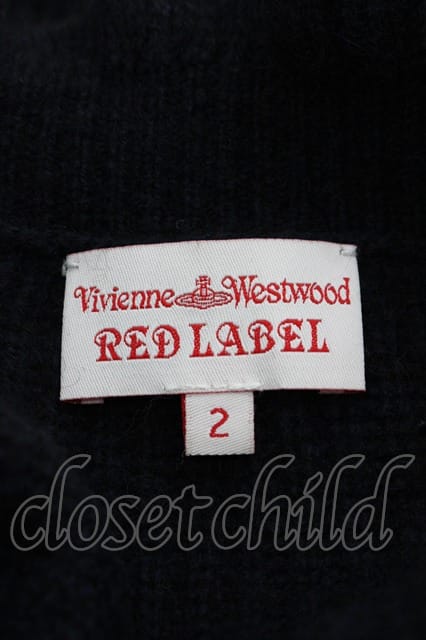 Vivienne Westwood
RED LABEL
2
closetchild